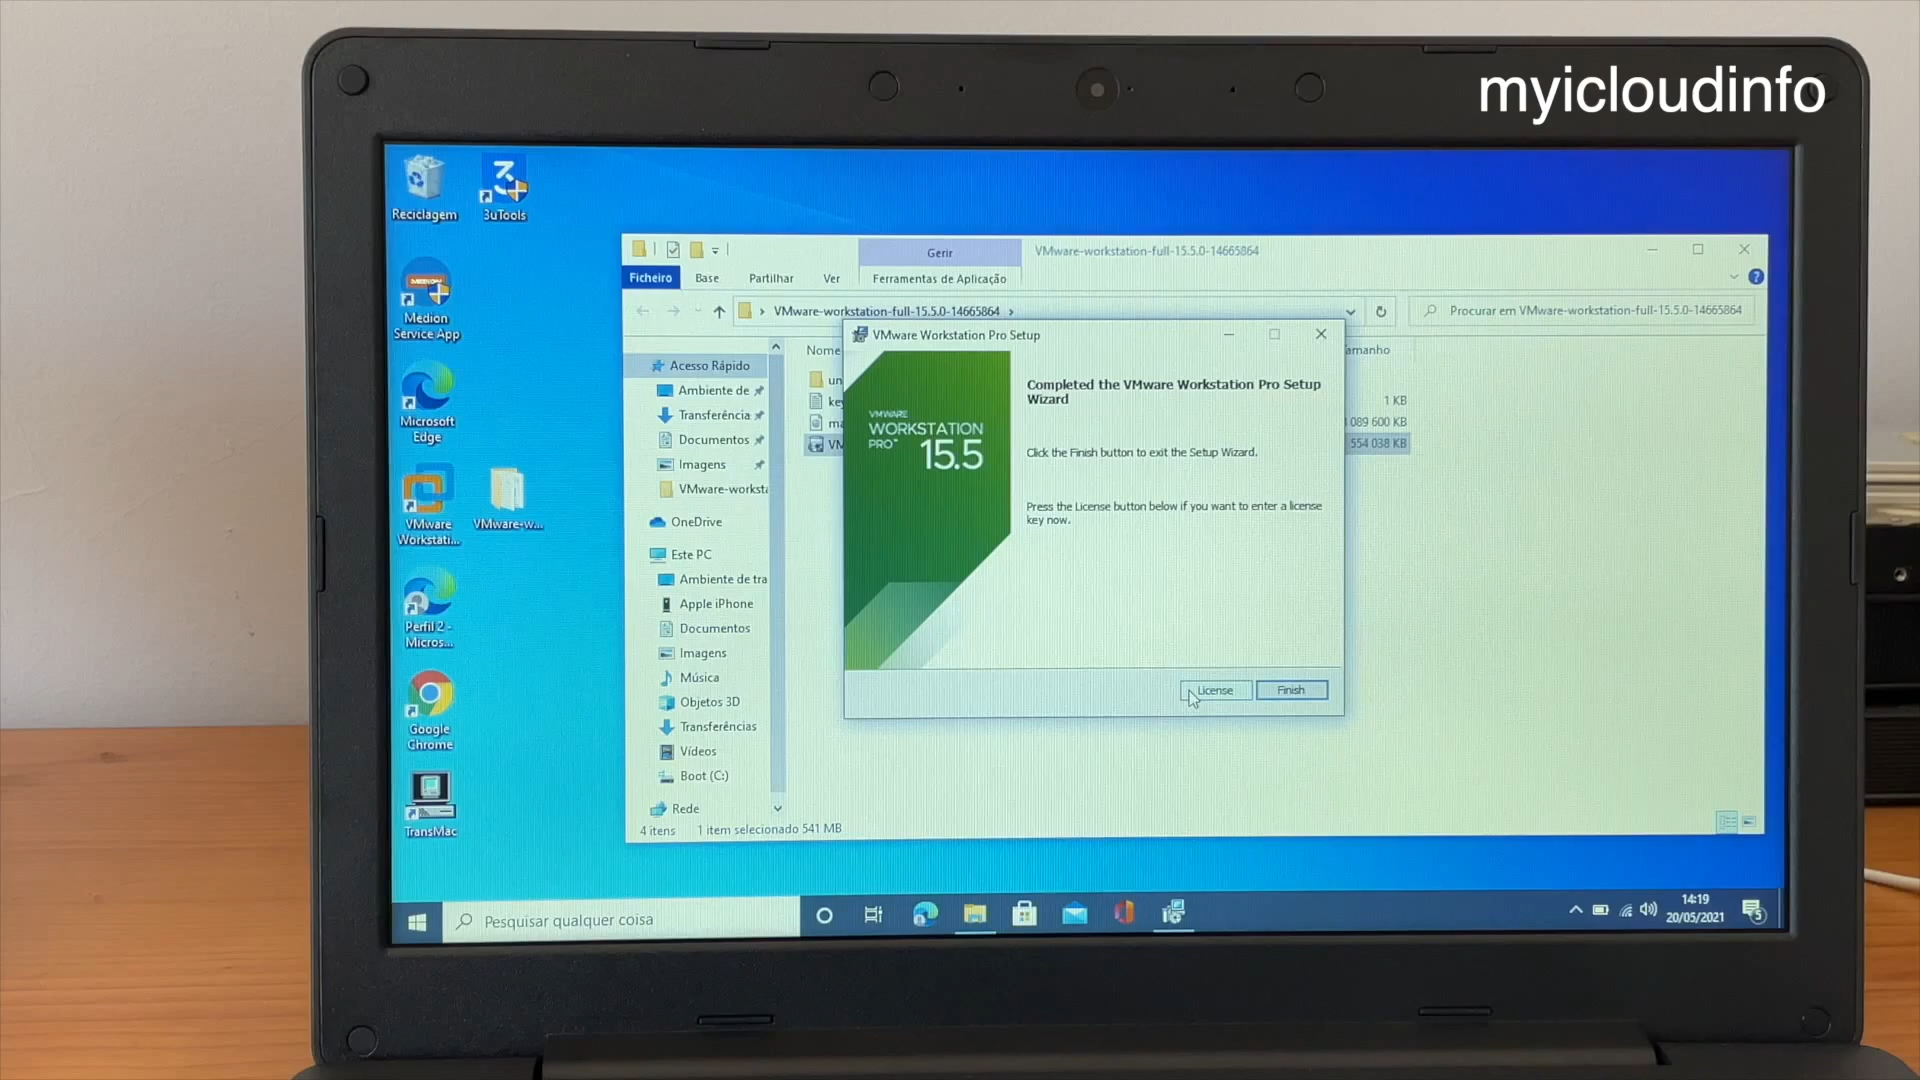 myicloudinfo
Reciclagem
3uTools
Medion
Service App
Microsoft
Edge
VMware
Workstati...
VMware-w...
Perfil 2 -
Micros...
Google
Chrome
TransMac
Gerir
VMware-workstation-full-15.5.0-14665864
Ficheiro
Base
Partilhar
Ver
Ferramentas de Aplicação
VMware-workstation-full-15.5.0-14665864
Procurar em VMware-workstation-full-15.5.0-14665864
Acesso Rápido
Ambiente de
Transferência
Documentos
Imagens
VMware-worksta
OneDrive
Este PC
Ambiente de tra
Apple iPhone
Documentos
Imagens
Música
Objetos 3D
Transferências
Vídeos
Boot (C:)
Rede
4 itens
1 item selecionado 541 MB
Nome
un
key
ma
VM
amanho
1 KB
089 600 KB
554 038 KB
VMware Workstation Pro Setup
VMWARE
WORKSTATION
PRO™ 15.5
Completed the VMware Workstation Pro Setup
Wizard
Click the Finish button to exit the Setup Wizard.
Press the License button below if you want to enter a license
key now.
License
Finish
Pesquisar qualquer coisa
14:19
20/05/2021
5